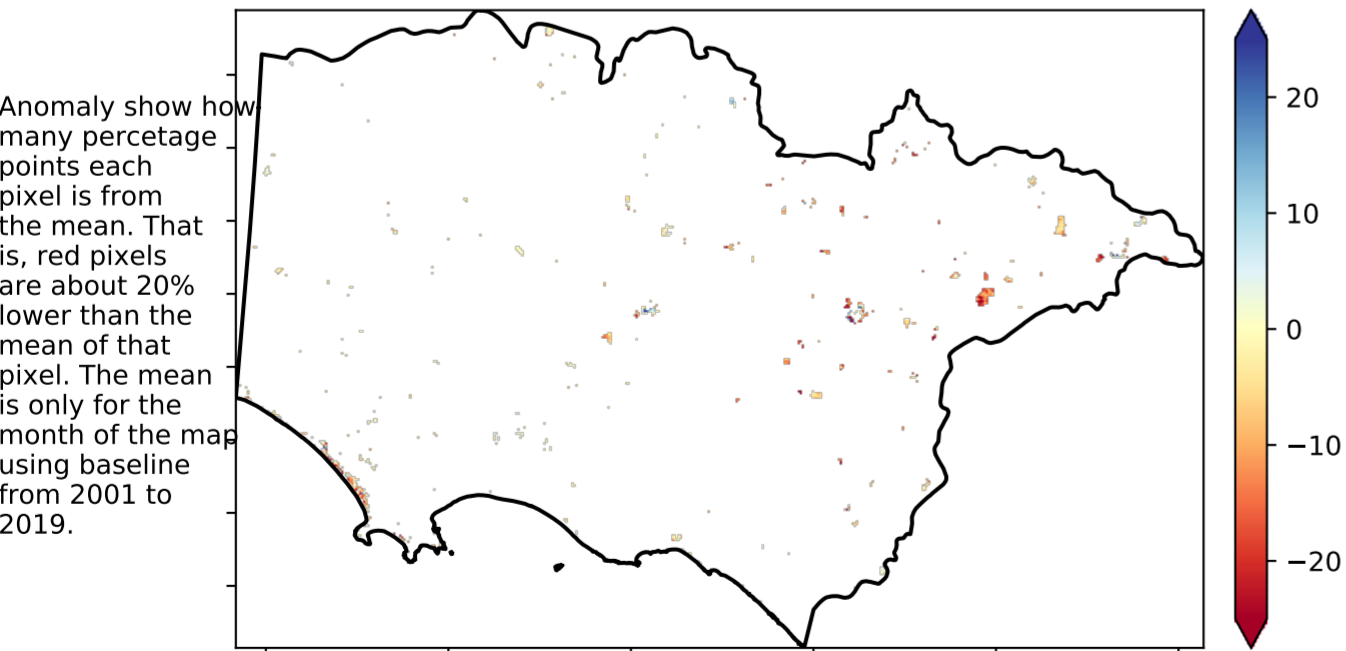 Anomaly show how
many percetage
points each
pixel is from
the mean. That
is, red pixels
are about 20%
lower than the
mean of that
pixel. The mean
is only for the
month of the map
using baseline
from 2001 to
2019.
20
10
0
−10
−20